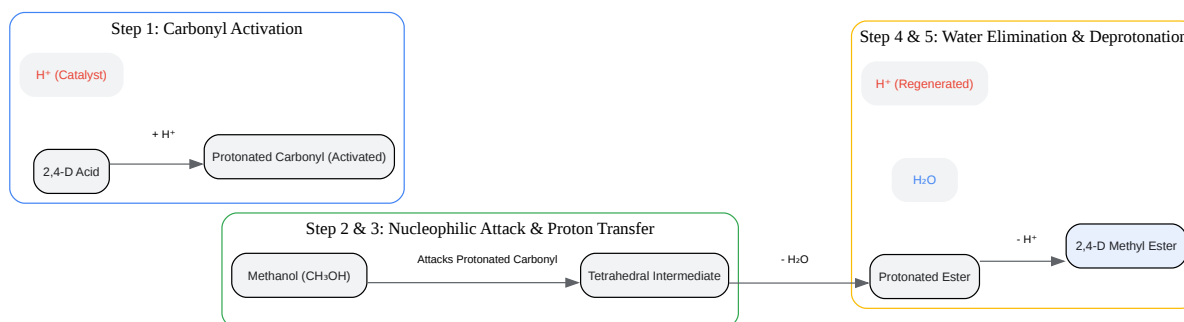 Step 1: Carbonyl Activation
H⁺ (Catalyst)
+ H⁺
2,4-D Acid
Protonated Carbonyl (Activated)
Step 2 & 3: Nucleophilic Attack & Proton Transfer
Methanol (CH₃OH)
Attacks Protonated Carbonyl
Tetrahedral Intermediate
- H₂O
Step 4 & 5: Water Elimination & Deprotonation
H⁺ (Regenerated)
H₂O
Protonated Ester
- H⁺
2,4-D Methyl Ester